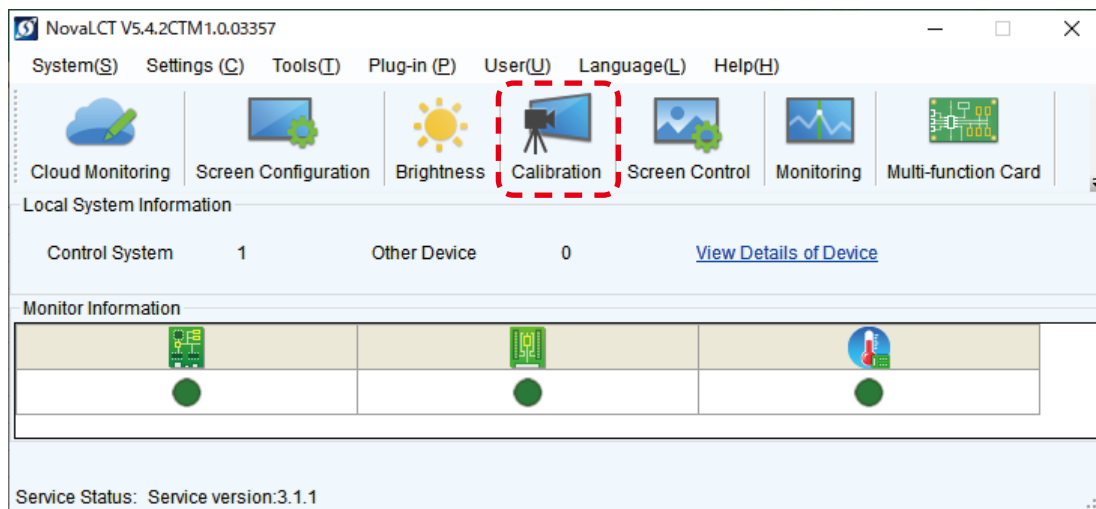 NovaLCT V5.4.2CTM1.0.03357
System(S) Settings (C) Tools(T) Plug-in (P) User(U) Language(L) Help(H)
Cloud Monitoring Screen Configuration Brightness Calibration Screen Control Monitoring Multi-function Card
Local System Information
Control System 1 Other Device 0 View Details of Device
Monitor Information
Service Status: Service version:3.1.1